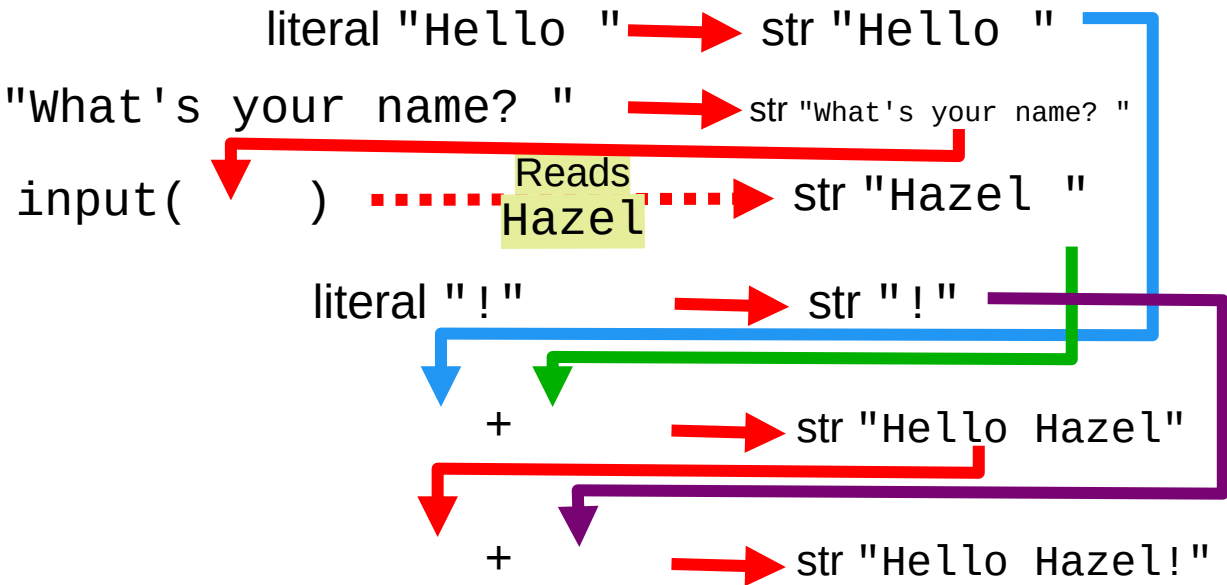 literal "Hello " str "Hello "
"What's your name? " str "What's your name? "
Reads
input( ) str "Hazel "
Hazel
literal "!" str "!"
+ str "Hello Hazel"
+ str "Hello Hazel!"